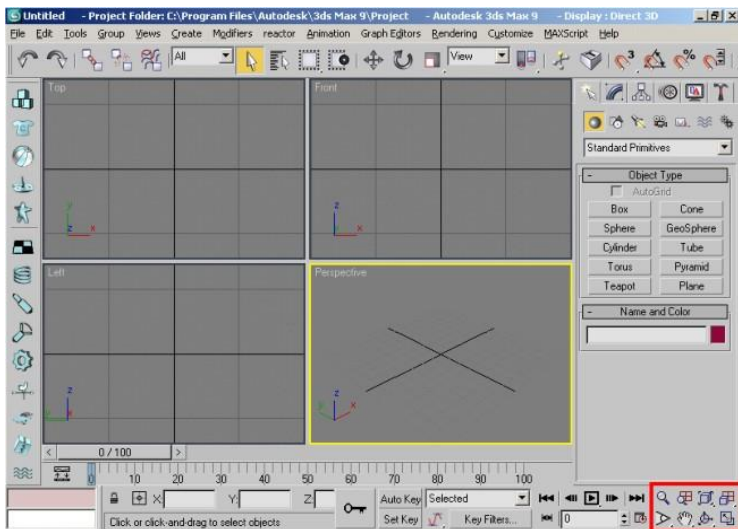 Untitled - Project Folder: C:\Program Files\Autodesk\3ds Max 9\Project - Autodesk 3ds Max 9 - Display : Direct 3D
File Edit Tools Group Views Create Modifiers reactor Animation Graph Editors Rendering Customize MAXScript Help
All View
Top Front
Standard Primitives
- Object Type
AutoGrid
Box Cone
Sphere GeoSphere
Cylinder Tube
Torus Pyramid
Teapot Plane
- Name and Color
y
z x
z
x
Left Perspective
z
y x
z
y x
< 0 / 100 >
0 10 20 30 40 50 60 70 80 90 100
X: Y: Z: Auto Key Selected
Click or click-and-drag to select objects Set Key Key Filters... 0